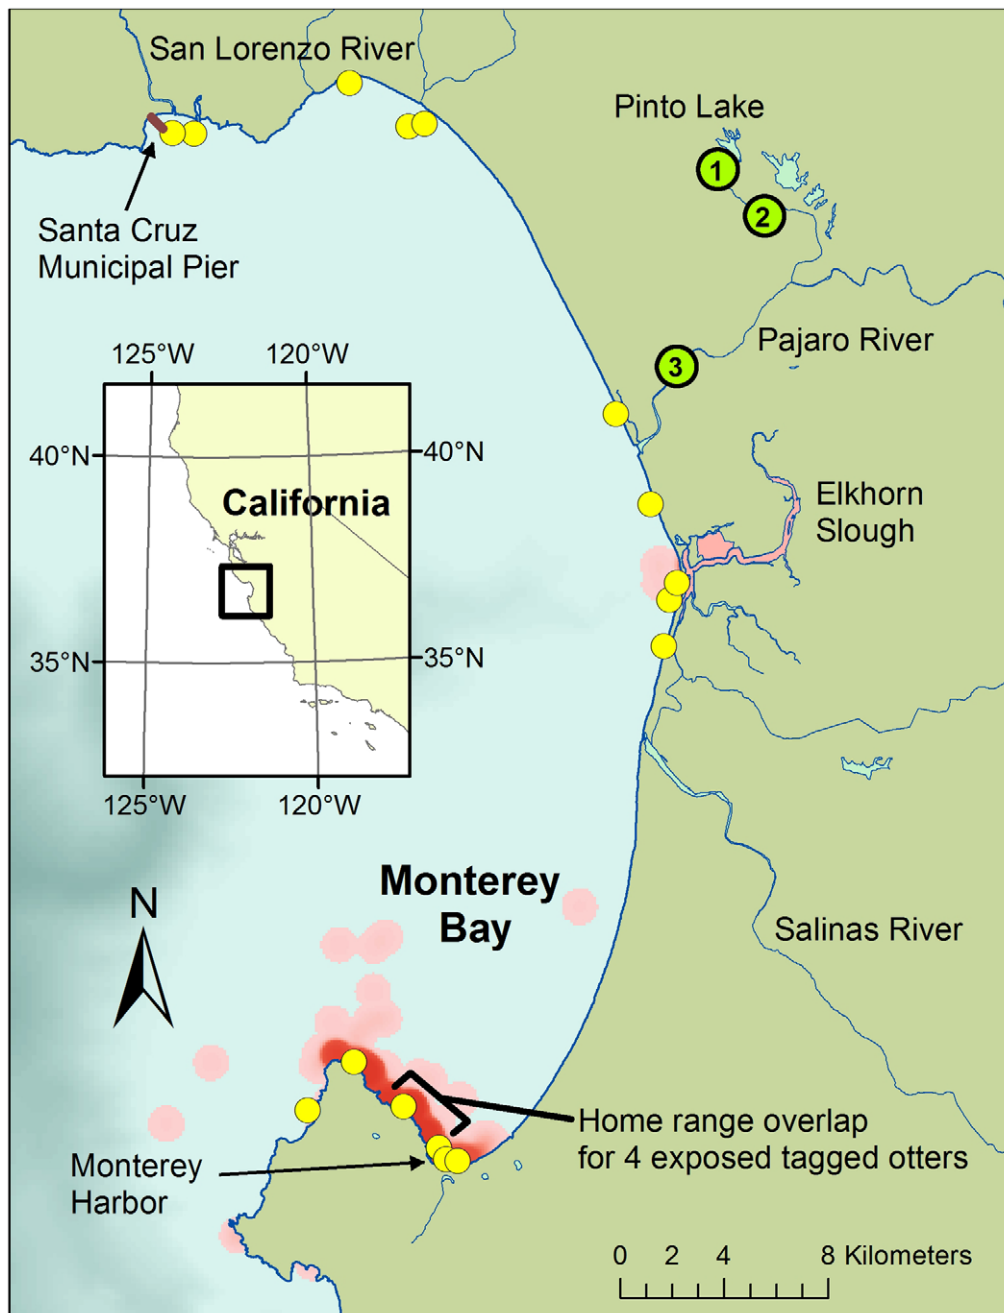 San Lorenzo River
Pinto Lake
1
2
Santa Cruz
Municipal Pier
Pajaro River
3
125°W
120°W
40°N
40°N
California
Elkhorn
Slough
35°N
35°N
125°W
120°W
Monterey
Bay
N
Salinas River
Home range overlap
for 4 exposed tagged otters
Monterey
Harbor
0 2 4 8 Kilometers